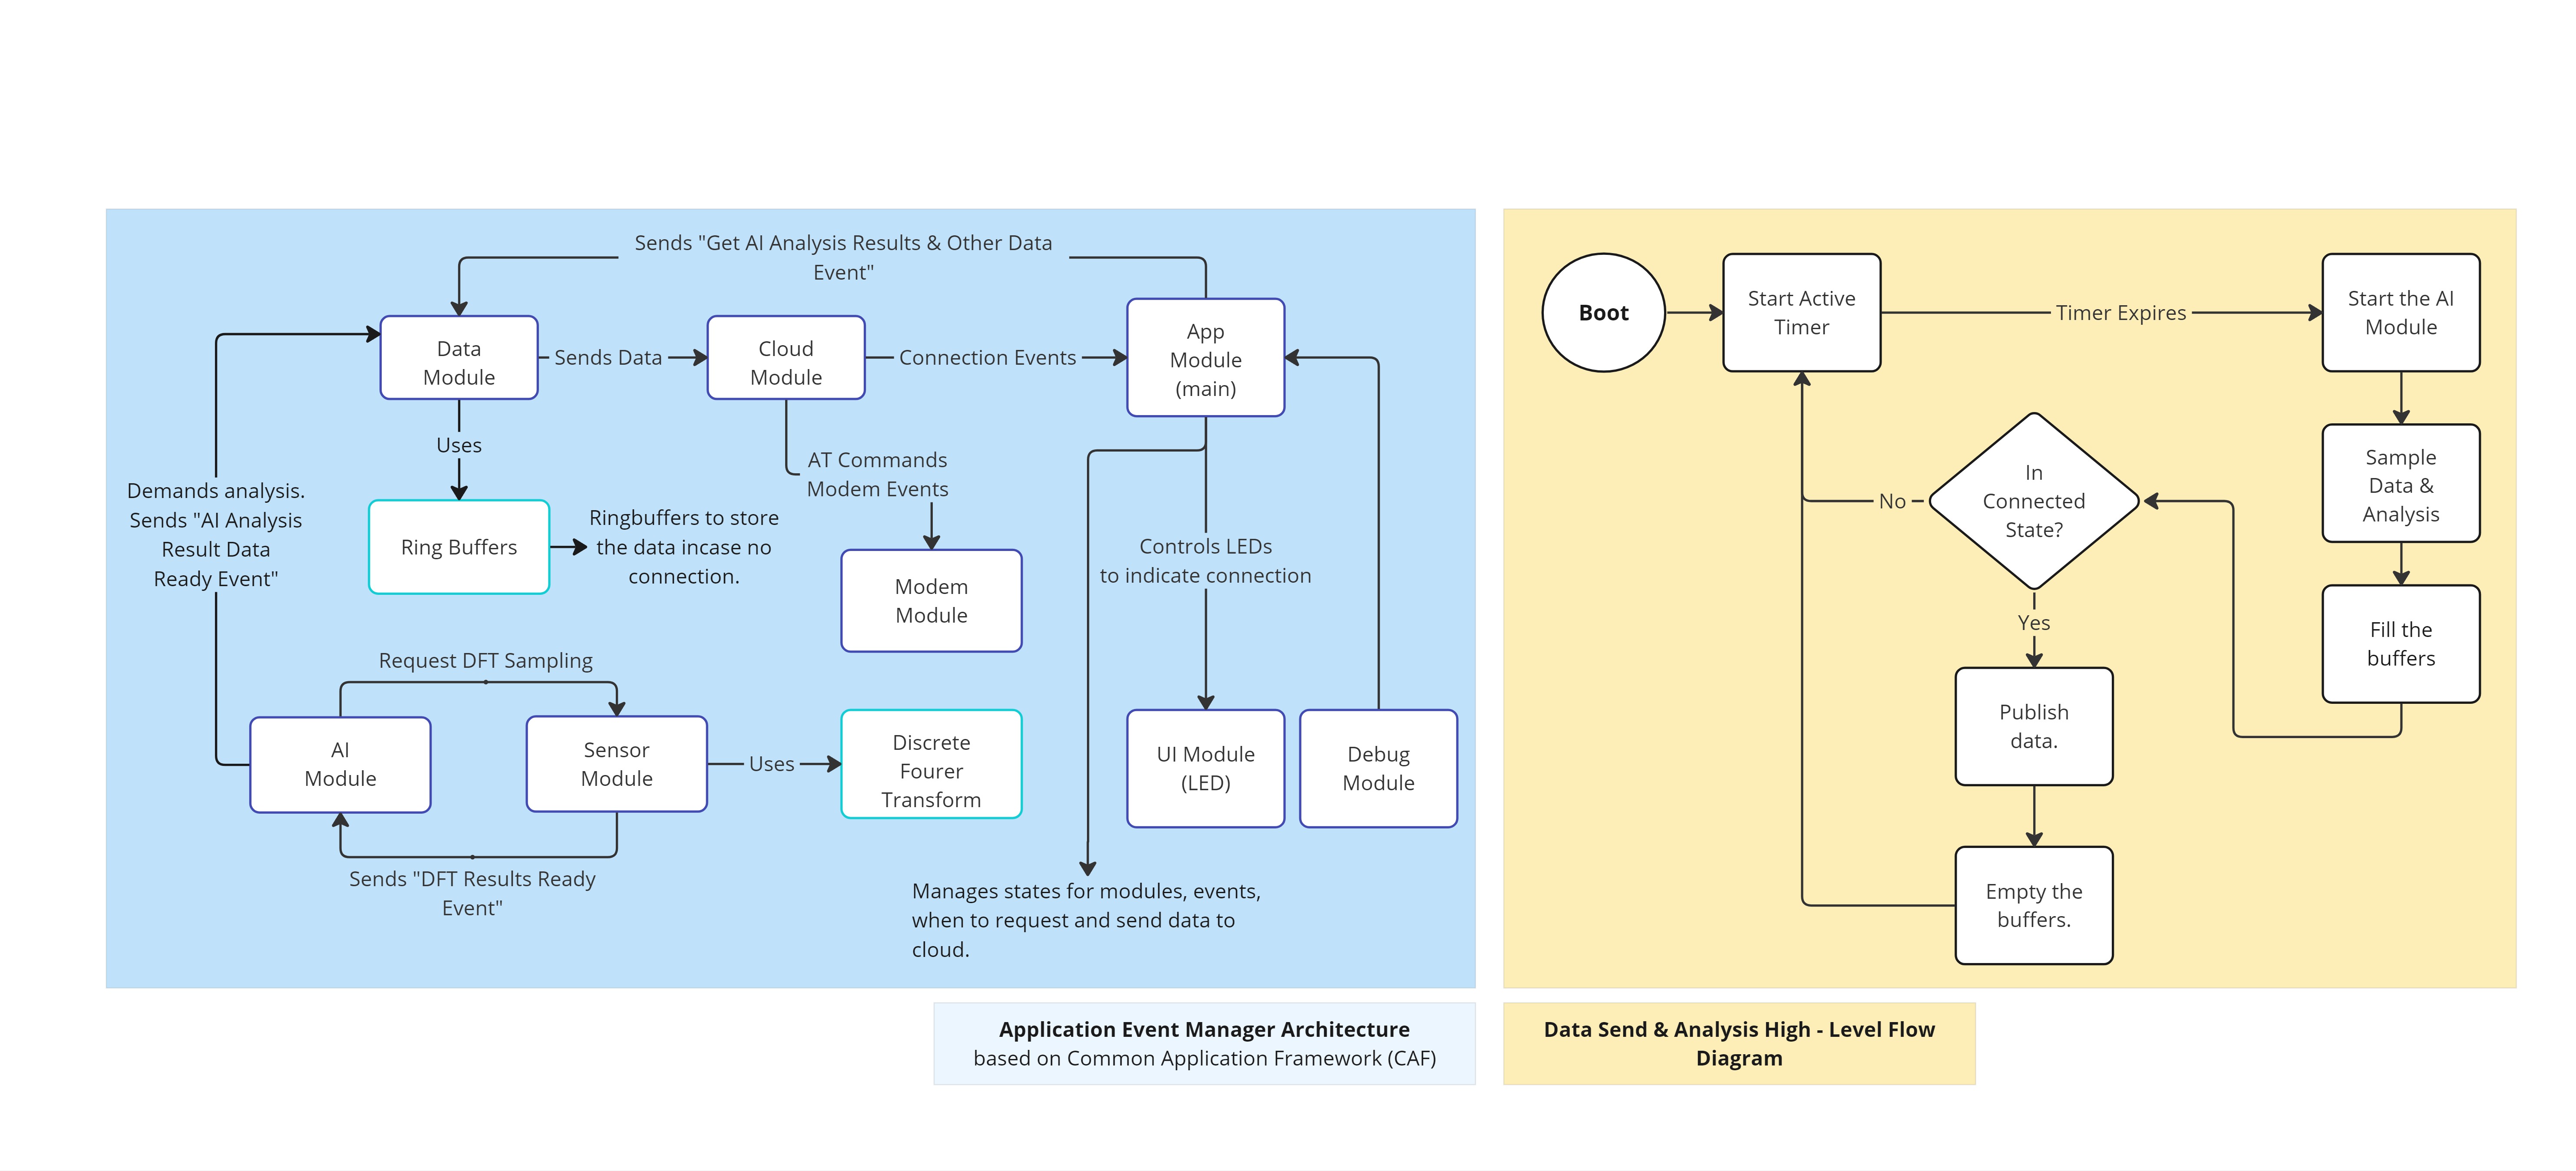 Sends "Get AI Analysis Results & Other Data
Event"
Data
Module
Sends Data
Cloud
Module
Connection Events
App
Module
(main)
Uses
AT Commands
Modem Events
Demands analysis.
Sends "AI Analysis
Result Data
Ready Event"
Ring Buffers
Ringbuffers to store
the data incase no
connection.
Modem
Module
Controls LEDs
to indicate connection
Request DFT Sampling
AI
Module
Sensor
Module
Uses
Discrete
Fourer
Transform
UI Module
(LED)
Debug
Module
Sends "DFT Results Ready
Event"
Manages states for modules, events,
when to request and send data to
cloud.
Application Event Manager Architecture
based on Common Application Framework (CAF)
Boot
Start Active
Timer
Timer Expires
Start the AI
Module
Sample
Data &
Analysis
In
Connected
State?
No
Yes
Fill the
buffers
Publish
data.
Empty the
buffers.
Data Send & Analysis High - Level Flow
Diagram